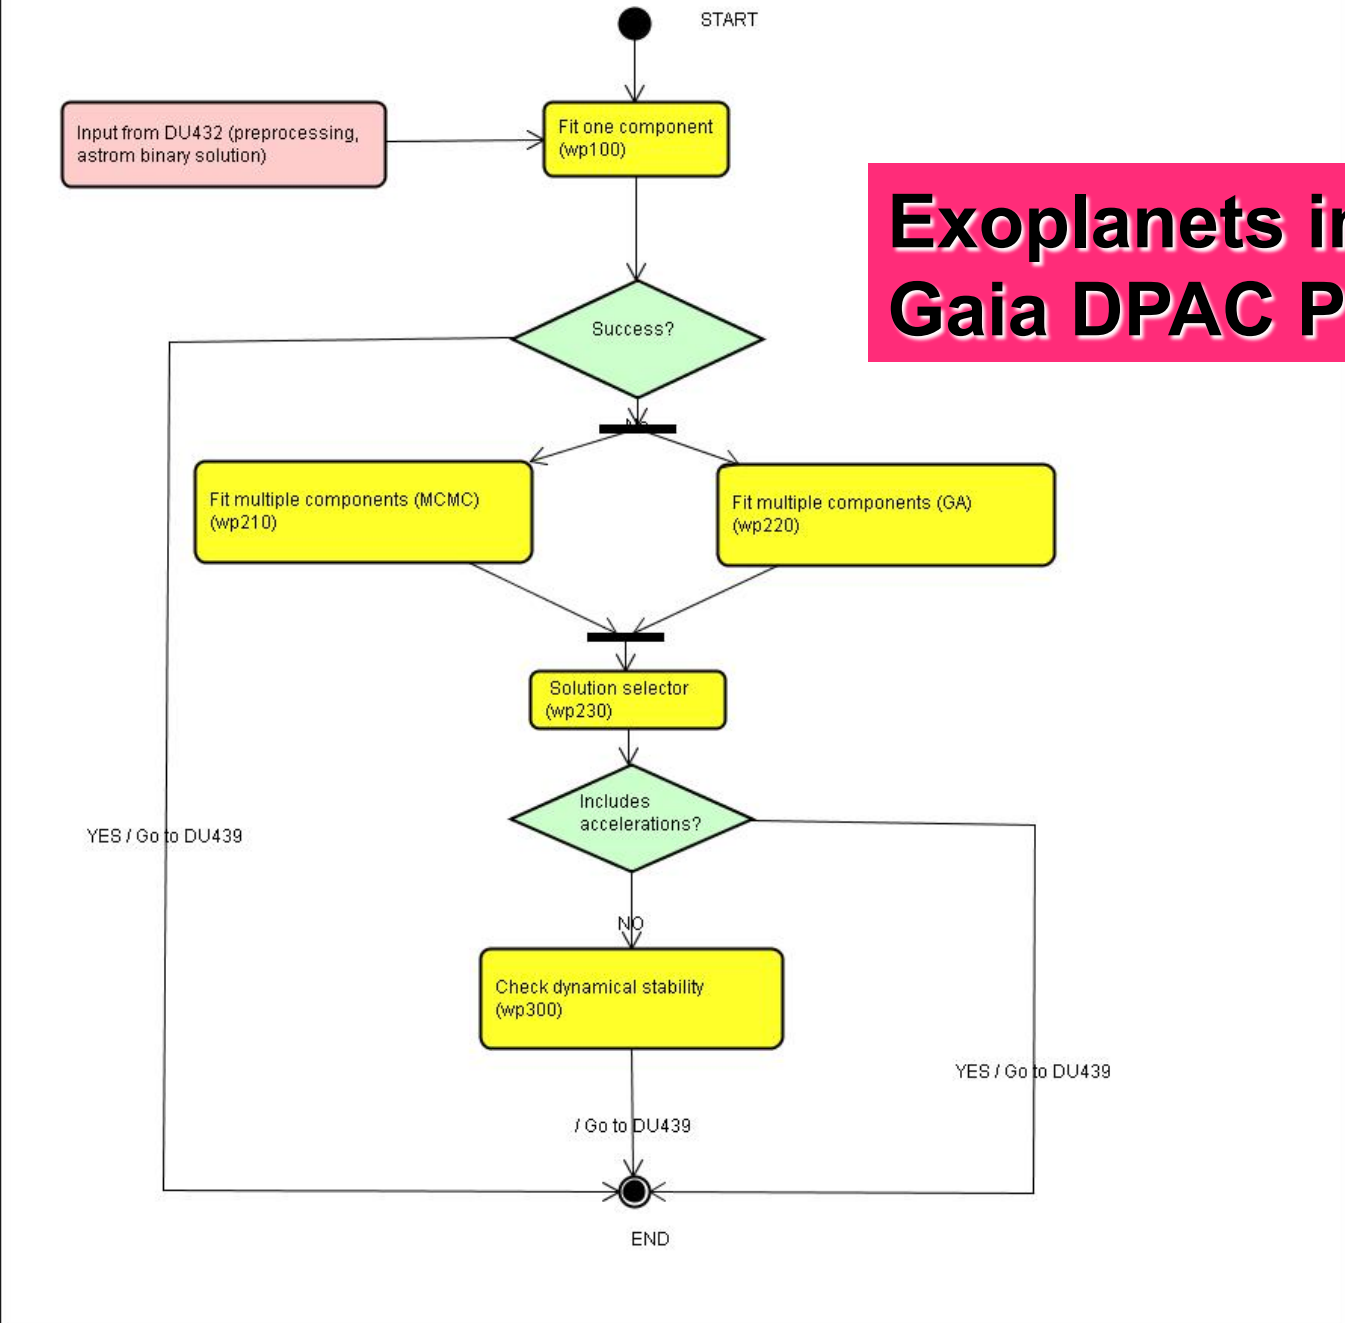 START
Input from DU432 (preprocessing,
astrom binary solution)
Fit one component
(wp100)
Exoplanets in
Gaia DPAC P
Success?
Fit multiple components (MCMC)
(wp210)
Fit multiple components (GA)
(wp220)
Solution selector
(wp230)
Includes
accelerations?
YES / Go to DU439
NO
Check dynamical stability
(wp300)
YES / Go to DU439
/ Go to DU439
END